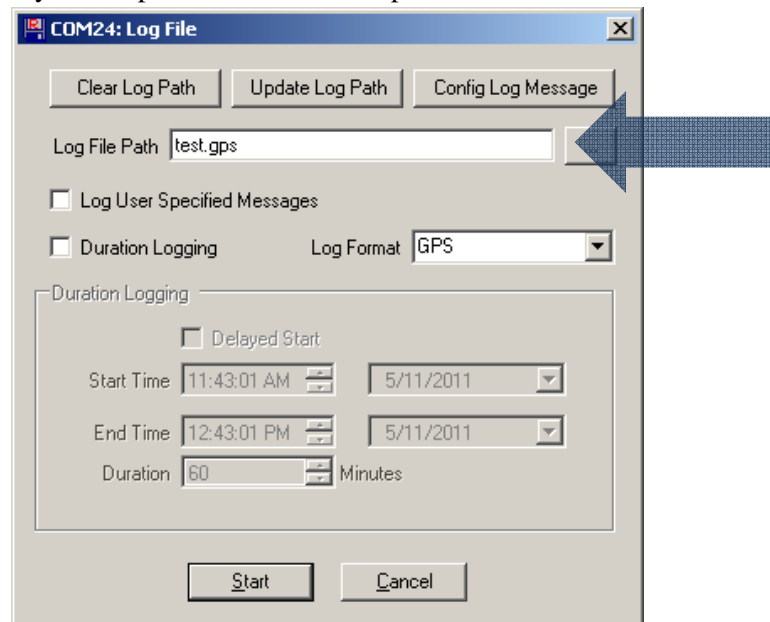 COM24: Log File
Clear Log Path Update Log Path Config Log Message
Log File Path test.gps
Log User Specified Messages
Duration Logging Log Format GPS
Duration Logging
Delayed Start
Start Time 11:43:01 AM 5/11/2011
End Time 12:43:01 PM 5/11/2011
Duration 60 Minutes
Start Cancel